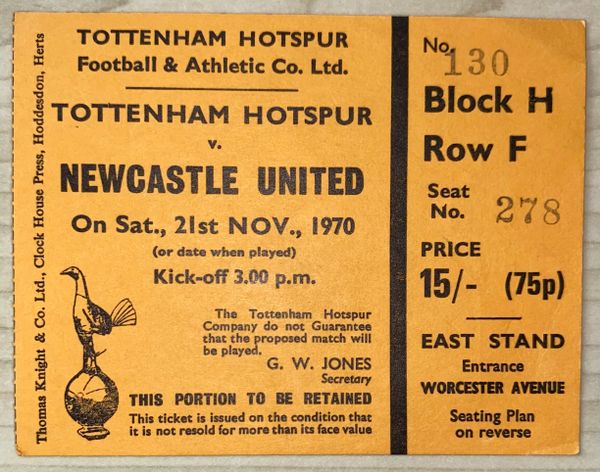 TOTTENHAM HOTSPUR
Football & Athletic Co. Ltd.
TOTTENHAM HOTSPUR
v.
NEWCASTLE UNITED
On Sat., 21st NOV., 1970
(or date when played)
Kick-off 3.00 p.m.
The Tottenham Hotspur
Company do not Guarantee
that the proposed match will
be played.
G. W. JONES
Secretary
THIS PORTION TO BE RETAINED
This ticket is issued on the condition that
it is not resold for more than its face value
Thomas Knight & Co. Ltd., Clock House Press, Hoddesdon, Herts
No. 130
Block H
Row F
Seat
No. 278
PRICE
15/- (75p)
EAST STAND
Entrance
WORCESTER AVENUE
Seating Plan
on reverse